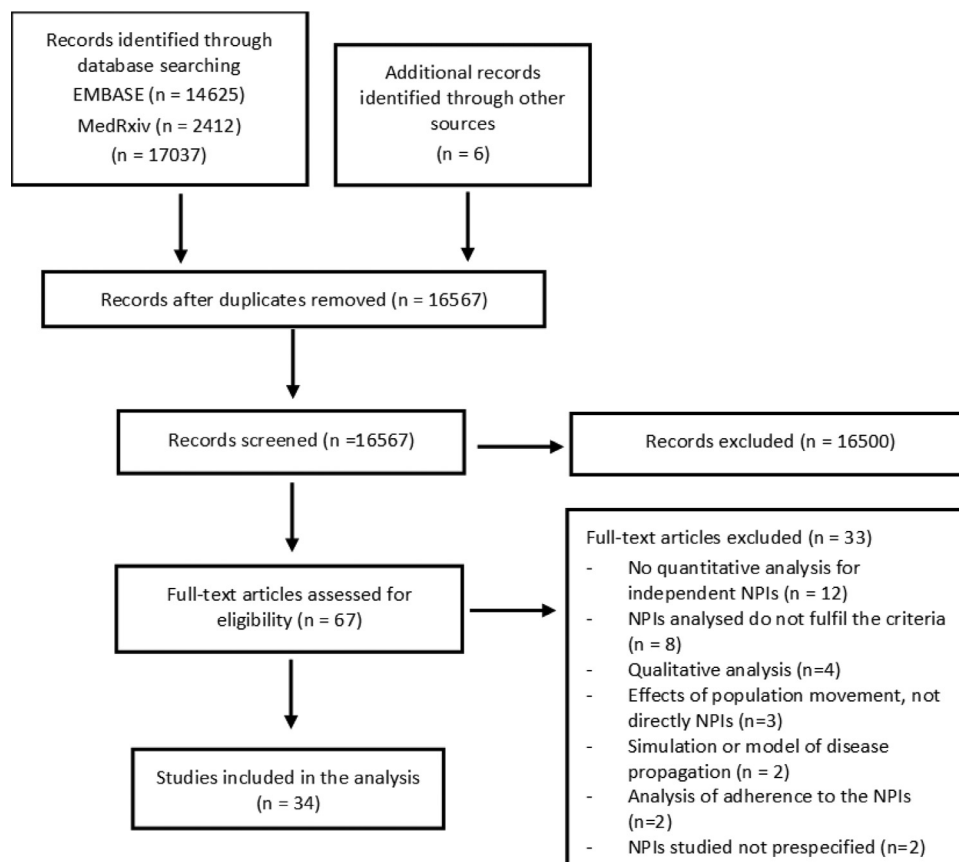 Records identified through
database searching
EMBASE (n = 14625)
MedRxiv (n = 2412)
(n = 17037)
Additional records
identified through other
sources
(n = 6)
Records after duplicates removed (n = 16567)
Records screened (n =16567)
Records excluded (n = 16500)
Full-text articles assessed for
eligibility (n = 67)
Full-text articles excluded (n = 33)
- No quantitative analysis for
independent NPIs (n = 12)
- NPIs analysed do not fulfil the criteria
(n = 8)
- Qualitative analysis (n=4)
- Effects of population movement, not
directly NPIs (n=3)
- Simulation or model of disease
propagation (n = 2)
- Analysis of adherence to the NPIs
(n=2)
- NPIs studied not prespecified (n=2)
Studies included in the analysis
(n = 34)